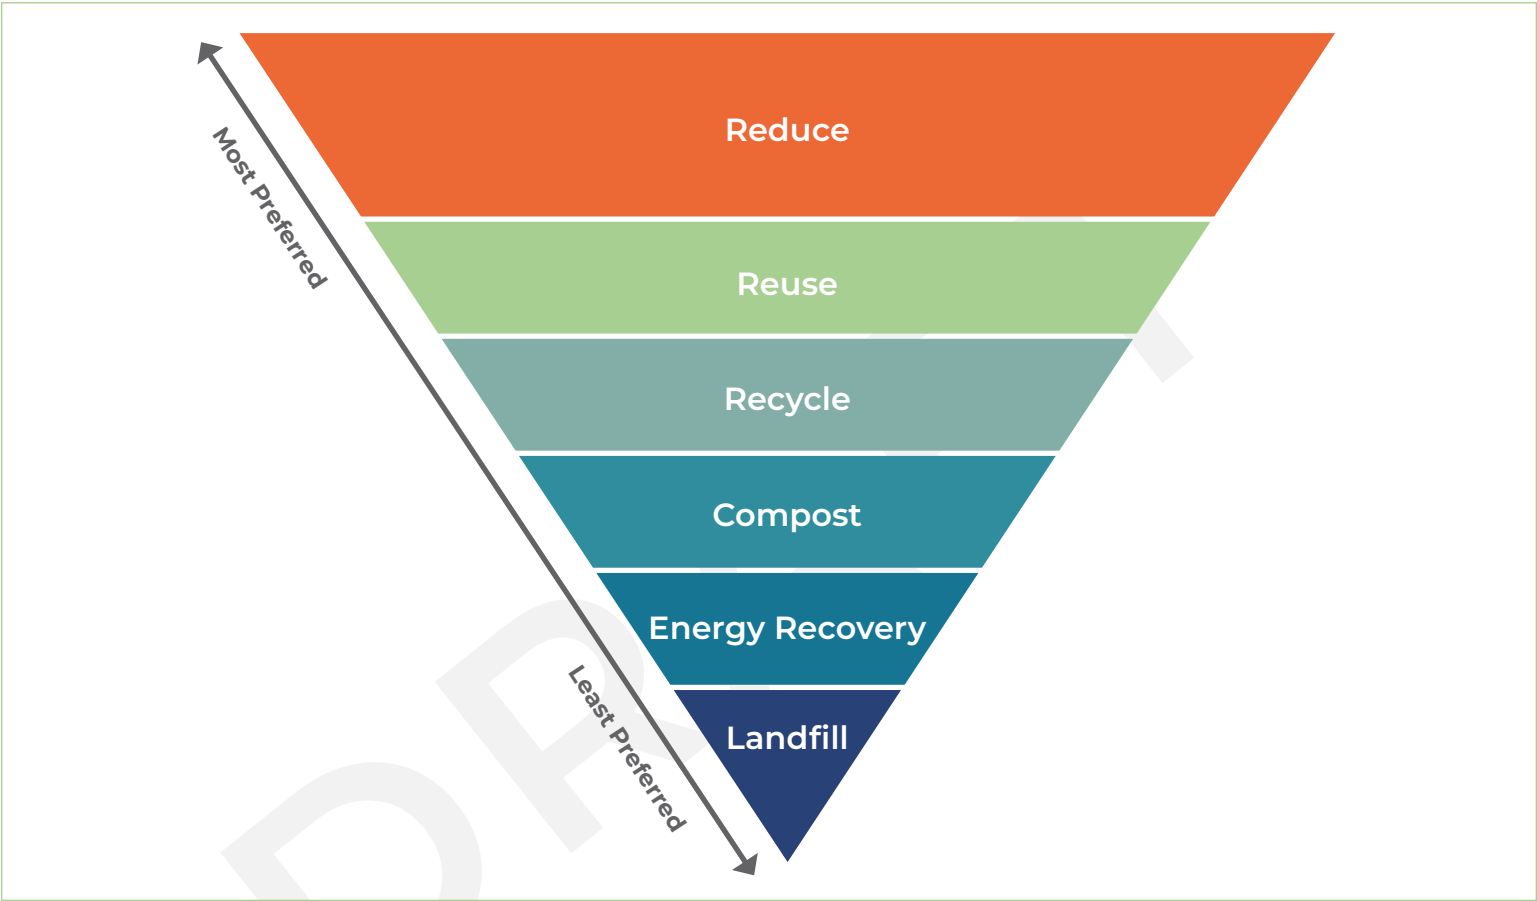 Reduce
Most Preferred
Reuse
Recycle
Compost
Energy Recovery
Least Preferred
Landfill